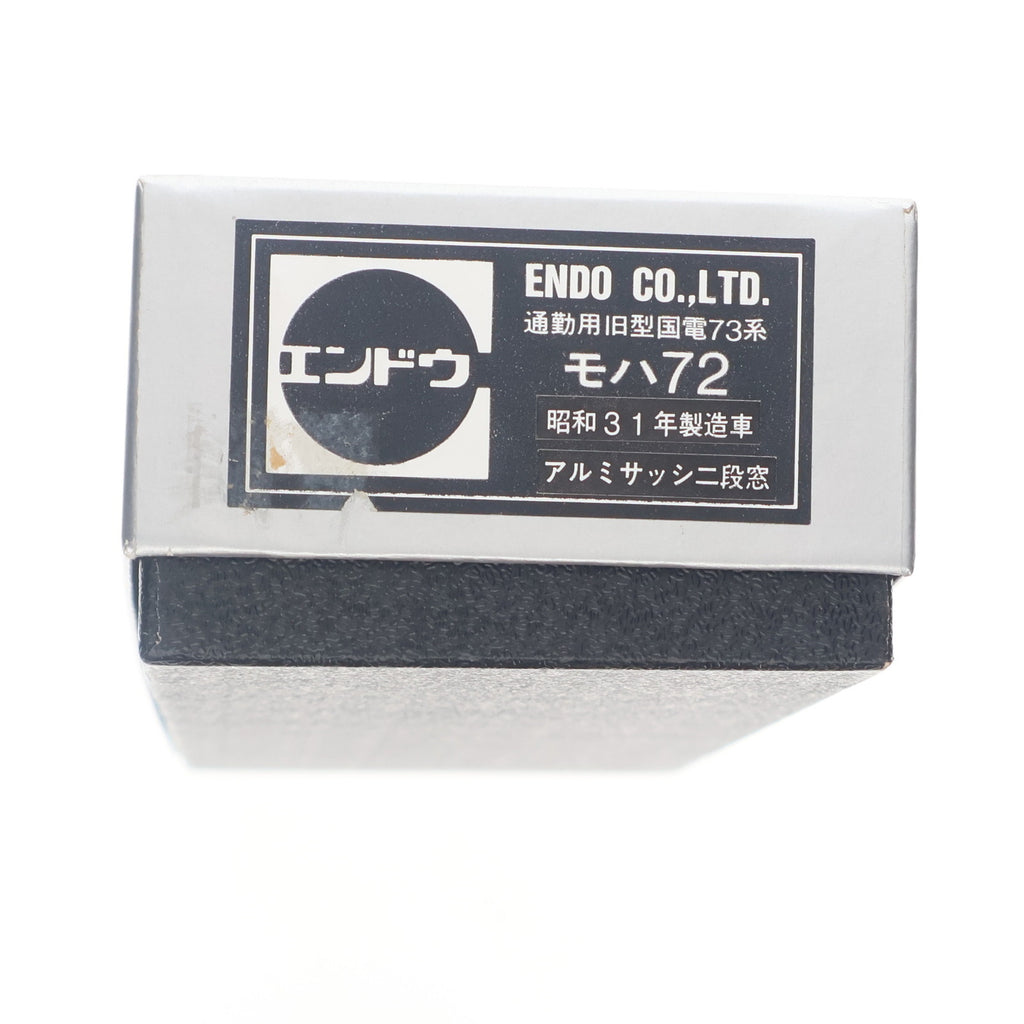 エンドウ
ENDO CO.,LTD.
通勤用旧型国電73系
モハ72
昭和31年製造車
アルミサッシ二段窓